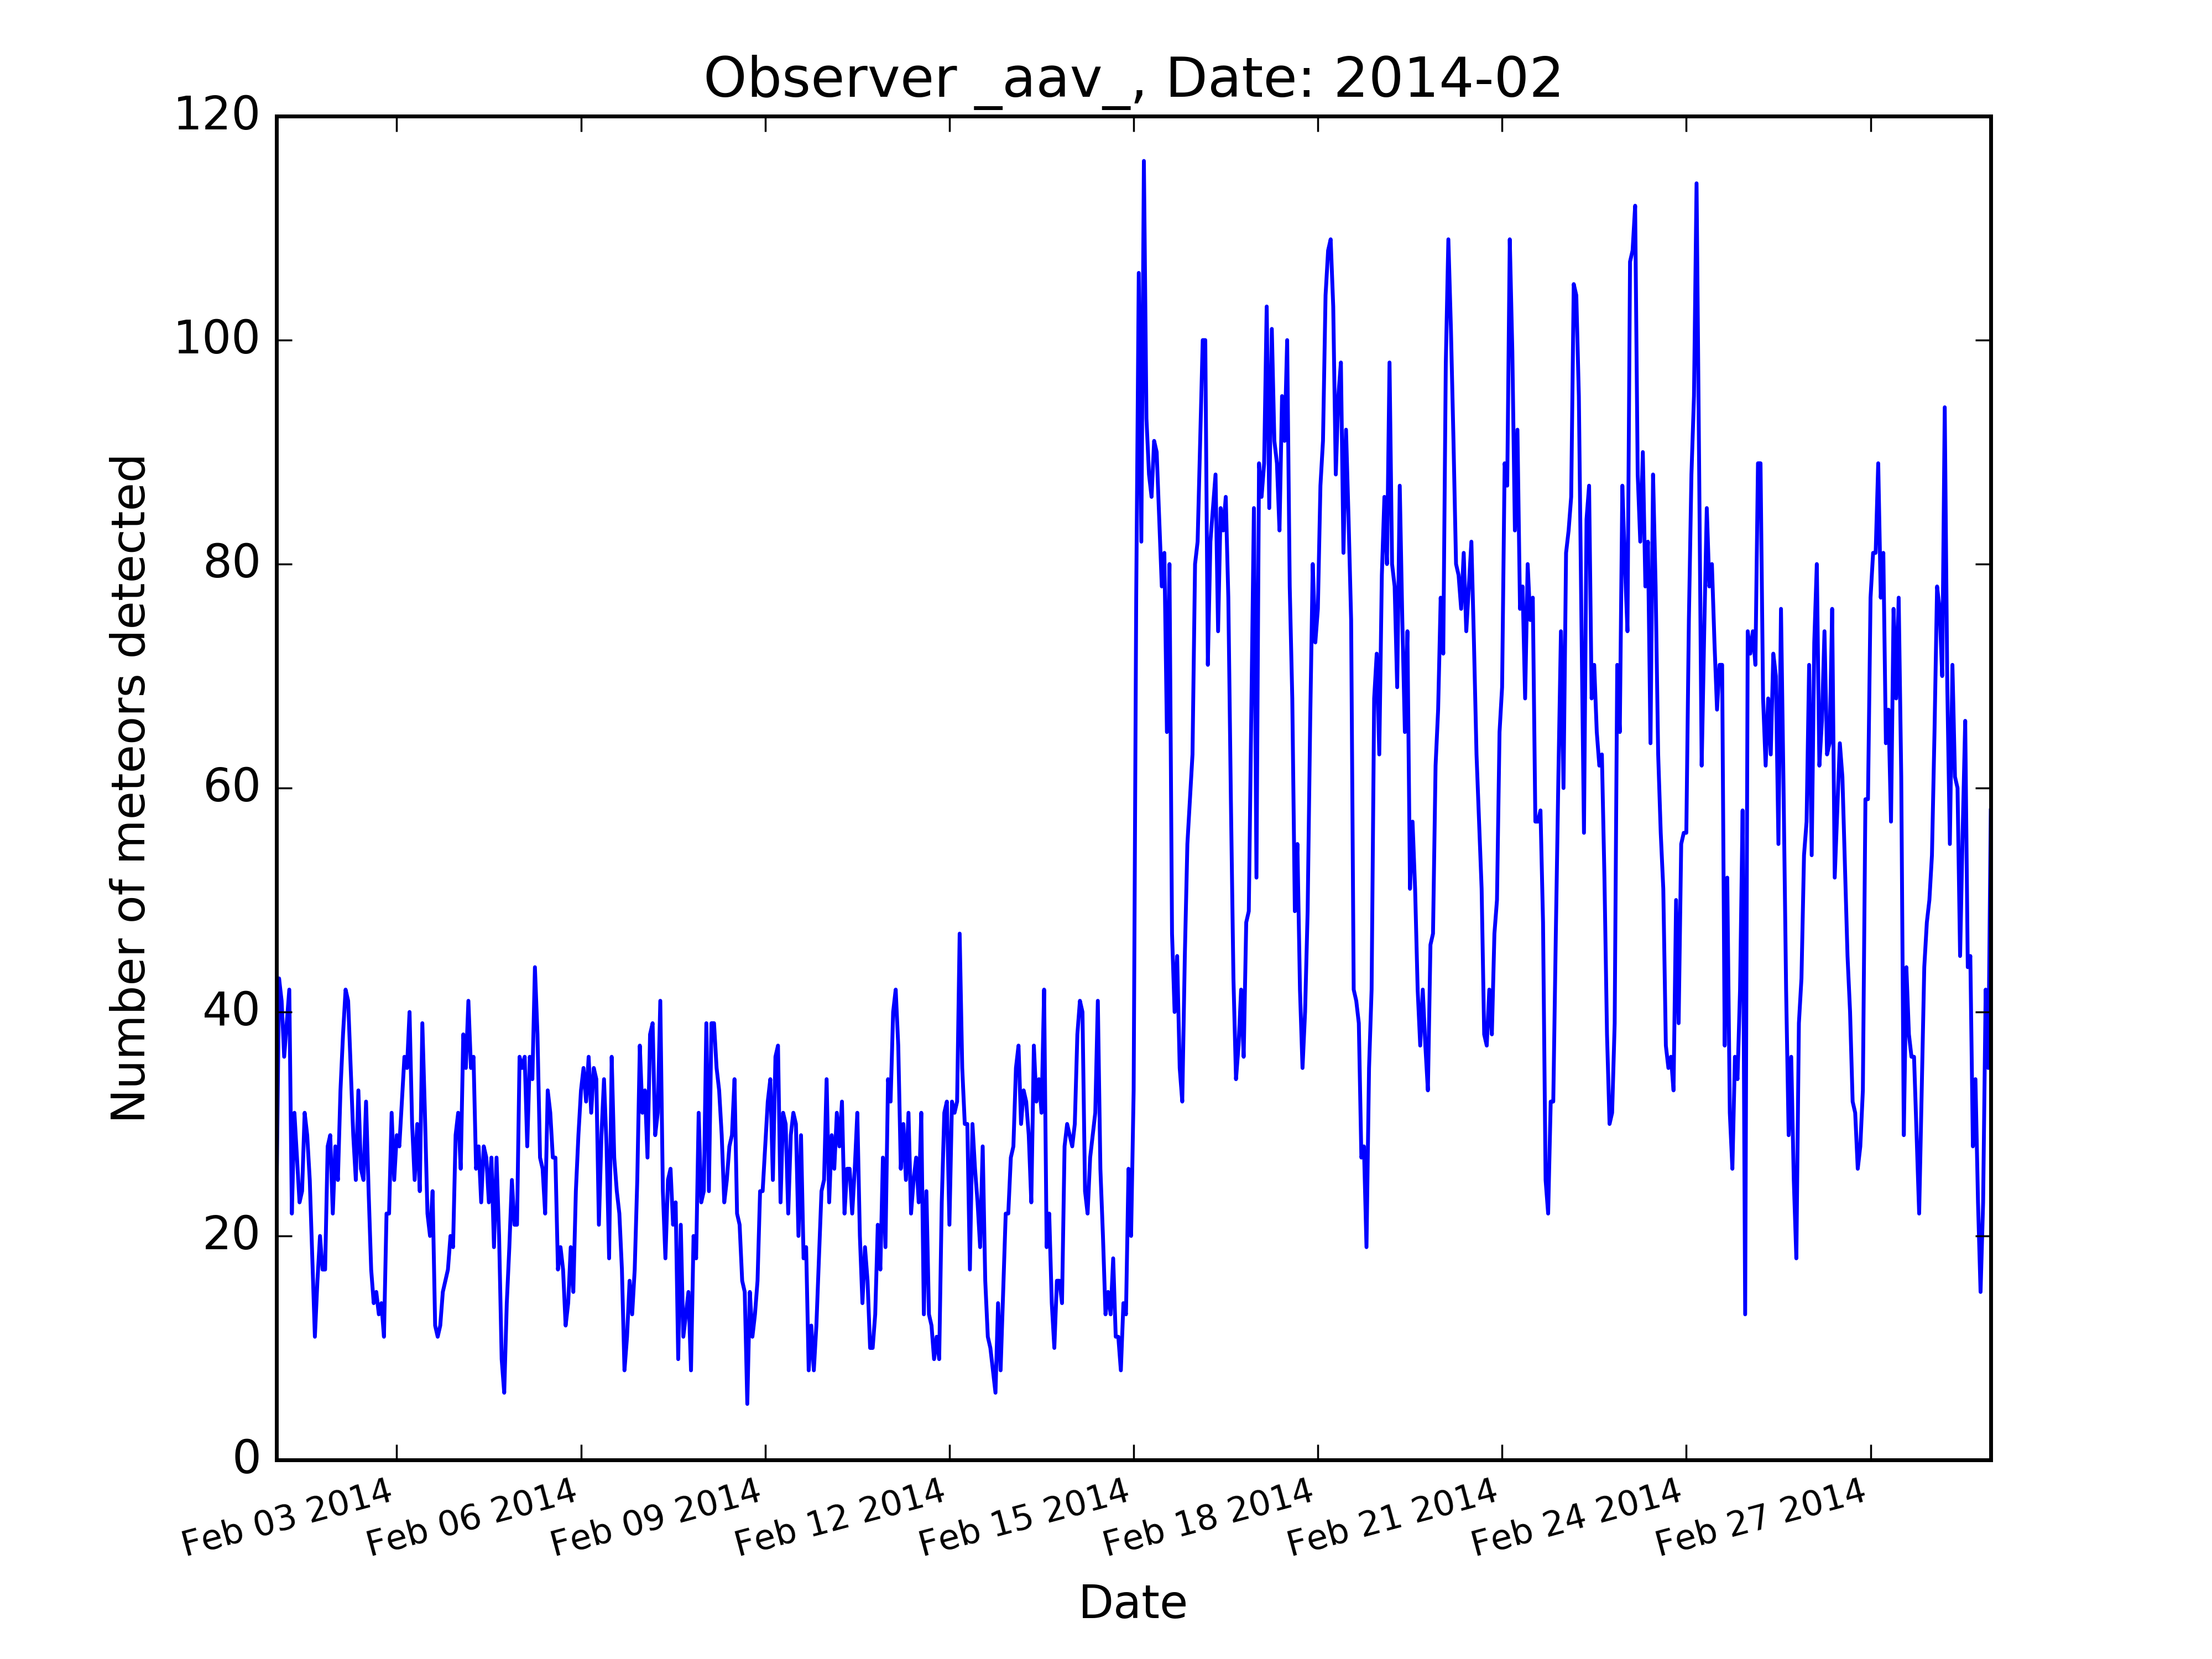 Observer _aav_, Date: 2014-02
120
100
80
60
40
20
0
Number of meteors detected
Feb 03 2014
Feb 06 2014
Feb 09 2014
Feb 12 2014
Feb 15 2014
Feb 18 2014
Feb 21 2014
Feb 24 2014
Feb 27 2014
Date